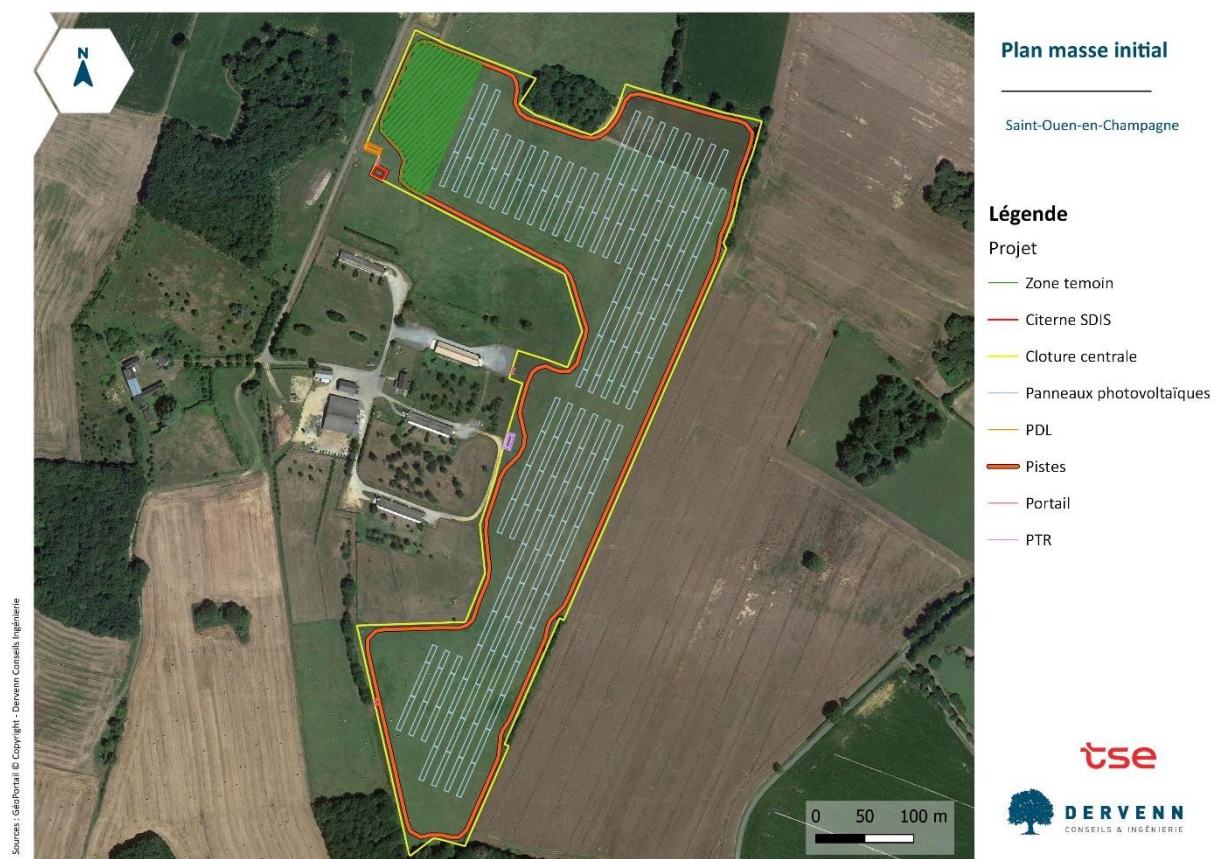 N
Plan masse initial
Saint-Ouen-en-Champagne
Légende
Projet
Zone temoin
Citerne SDIS
Cloture centrale
Panneaux photovoltaïques
PDL
Pistes
Portail
PTR
0 50 100 m
tse
DERVENN
CONSEILS & INGÉNIERIE
Sources : GéoPortail © Copyright - Dervenn Conseils Ingénierie